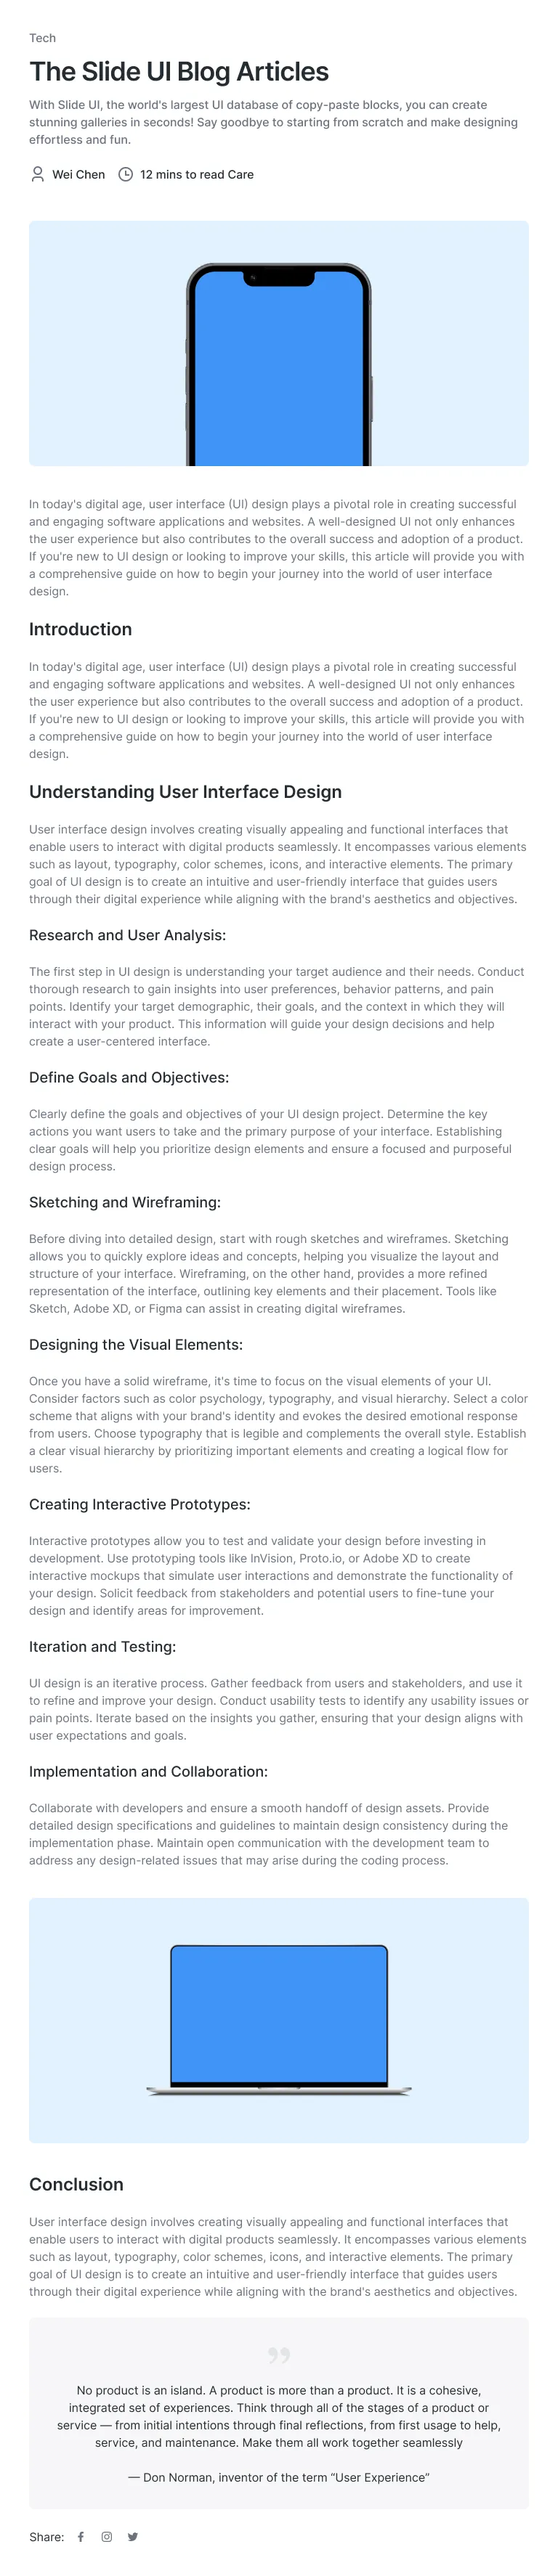 Tech
The Slide UI Blog Articles
With Slide UI, the world's largest UI database of copy-paste blocks, you can create
stunning galleries in seconds! Say goodbye to starting from scratch and make designing
effortless and fun.
Wei Chen 12 mins to read Care
In today's digital age, user interface (UI) design plays a pivotal role in creating successful
and engaging software applications and websites. A well-designed UI not only enhances
the user experience but also contributes to the overall success and adoption of a product.
If you're new to UI design or looking to improve your skills, this article will provide you with
a comprehensive guide on how to begin your journey into the world of user interface
design.
Introduction
In today's digital age, user interface (UI) design plays a pivotal role in creating successful
and engaging software applications and websites. A well-designed UI not only enhances
the user experience but also contributes to the overall success and adoption of a product.
If you're new to UI design or looking to improve your skills, this article will provide you with
a comprehensive guide on how to begin your journey into the world of user interface
design.
Understanding User Interface Design
User interface design involves creating visually appealing and functional interfaces that
enable users to interact with digital products seamlessly. It encompasses various elements
such as layout, typography, color schemes, icons, and interactive elements. The primary
goal of UI design is to create an intuitive and user-friendly interface that guides users
through their digital experience while aligning with the brand's aesthetics and objectives.
Research and User Analysis:
The first step in UI design is understanding your target audience and their needs. Conduct
thorough research to gain insights into user preferences, behavior patterns, and pain
points. Identify your target demographic, their goals, and the context in which they will
interact with your product. This information will guide your design decisions and help
create a user-centered interface.
Define Goals and Objectives:
Clearly define the goals and objectives of your UI design project. Determine the key
actions you want users to take and the primary purpose of your interface. Establishing
clear goals will help you prioritize design elements and ensure a focused and purposeful
design process.
Sketching and Wireframing:
Before diving into detailed design, start with rough sketches and wireframes. Sketching
allows you to quickly explore ideas and concepts, helping you visualize the layout and
structure of your interface. Wireframing, on the other hand, provides a more refined
representation of the interface, outlining key elements and their placement. Tools like
Sketch, Adobe XD, or Figma can assist in creating digital wireframes.
Designing the Visual Elements:
Once you have a solid wireframe, it's time to focus on the visual elements of your UI.
Consider factors such as color psychology, typography, and visual hierarchy. Select a color
scheme that aligns with your brand's identity and evokes the desired emotional response
from users. Choose typography that is legible and complements the overall style. Establish
a clear visual hierarchy by prioritizing important elements and creating a logical flow for
users.
Creating Interactive Prototypes:
Interactive prototypes allow you to test and validate your design before investing in
development. Use prototyping tools like InVision, Proto.io, or Adobe XD to create
interactive mockups that simulate user interactions and demonstrate the functionality of
your design. Solicit feedback from stakeholders and potential users to fine-tune your
design and identify areas for improvement.
Iteration and Testing:
UI design is an iterative process. Gather feedback from users and stakeholders, and use it
to refine and improve your design. Conduct usability tests to identify any usability issues or
pain points. Iterate based on the insights you gather, ensuring that your design aligns with
user expectations and goals.
Implementation and Collaboration:
Collaborate with developers and ensure a smooth handoff of design assets. Provide
detailed design specifications and guidelines to maintain design consistency during the
implementation phase. Maintain open communication with the development team to
address any design-related issues that may arise during the coding process.
Conclusion
User interface design involves creating visually appealing and functional interfaces that
enable users to interact with digital products seamlessly. It encompasses various elements
such as layout, typography, color schemes, icons, and interactive elements. The primary
goal of UI design is to create an intuitive and user-friendly interface that guides users
through their digital experience while aligning with the brand's aesthetics and objectives.
”
No product is an island. A product is more than a product. It is a cohesive,
integrated set of experiences. Think through all of the stages of a product or
service — from initial intentions through final reflections, from first usage to help,
service, and maintenance. Make them all work together seamlessly
— Don Norman, inventor of the term “User Experience”
Share: